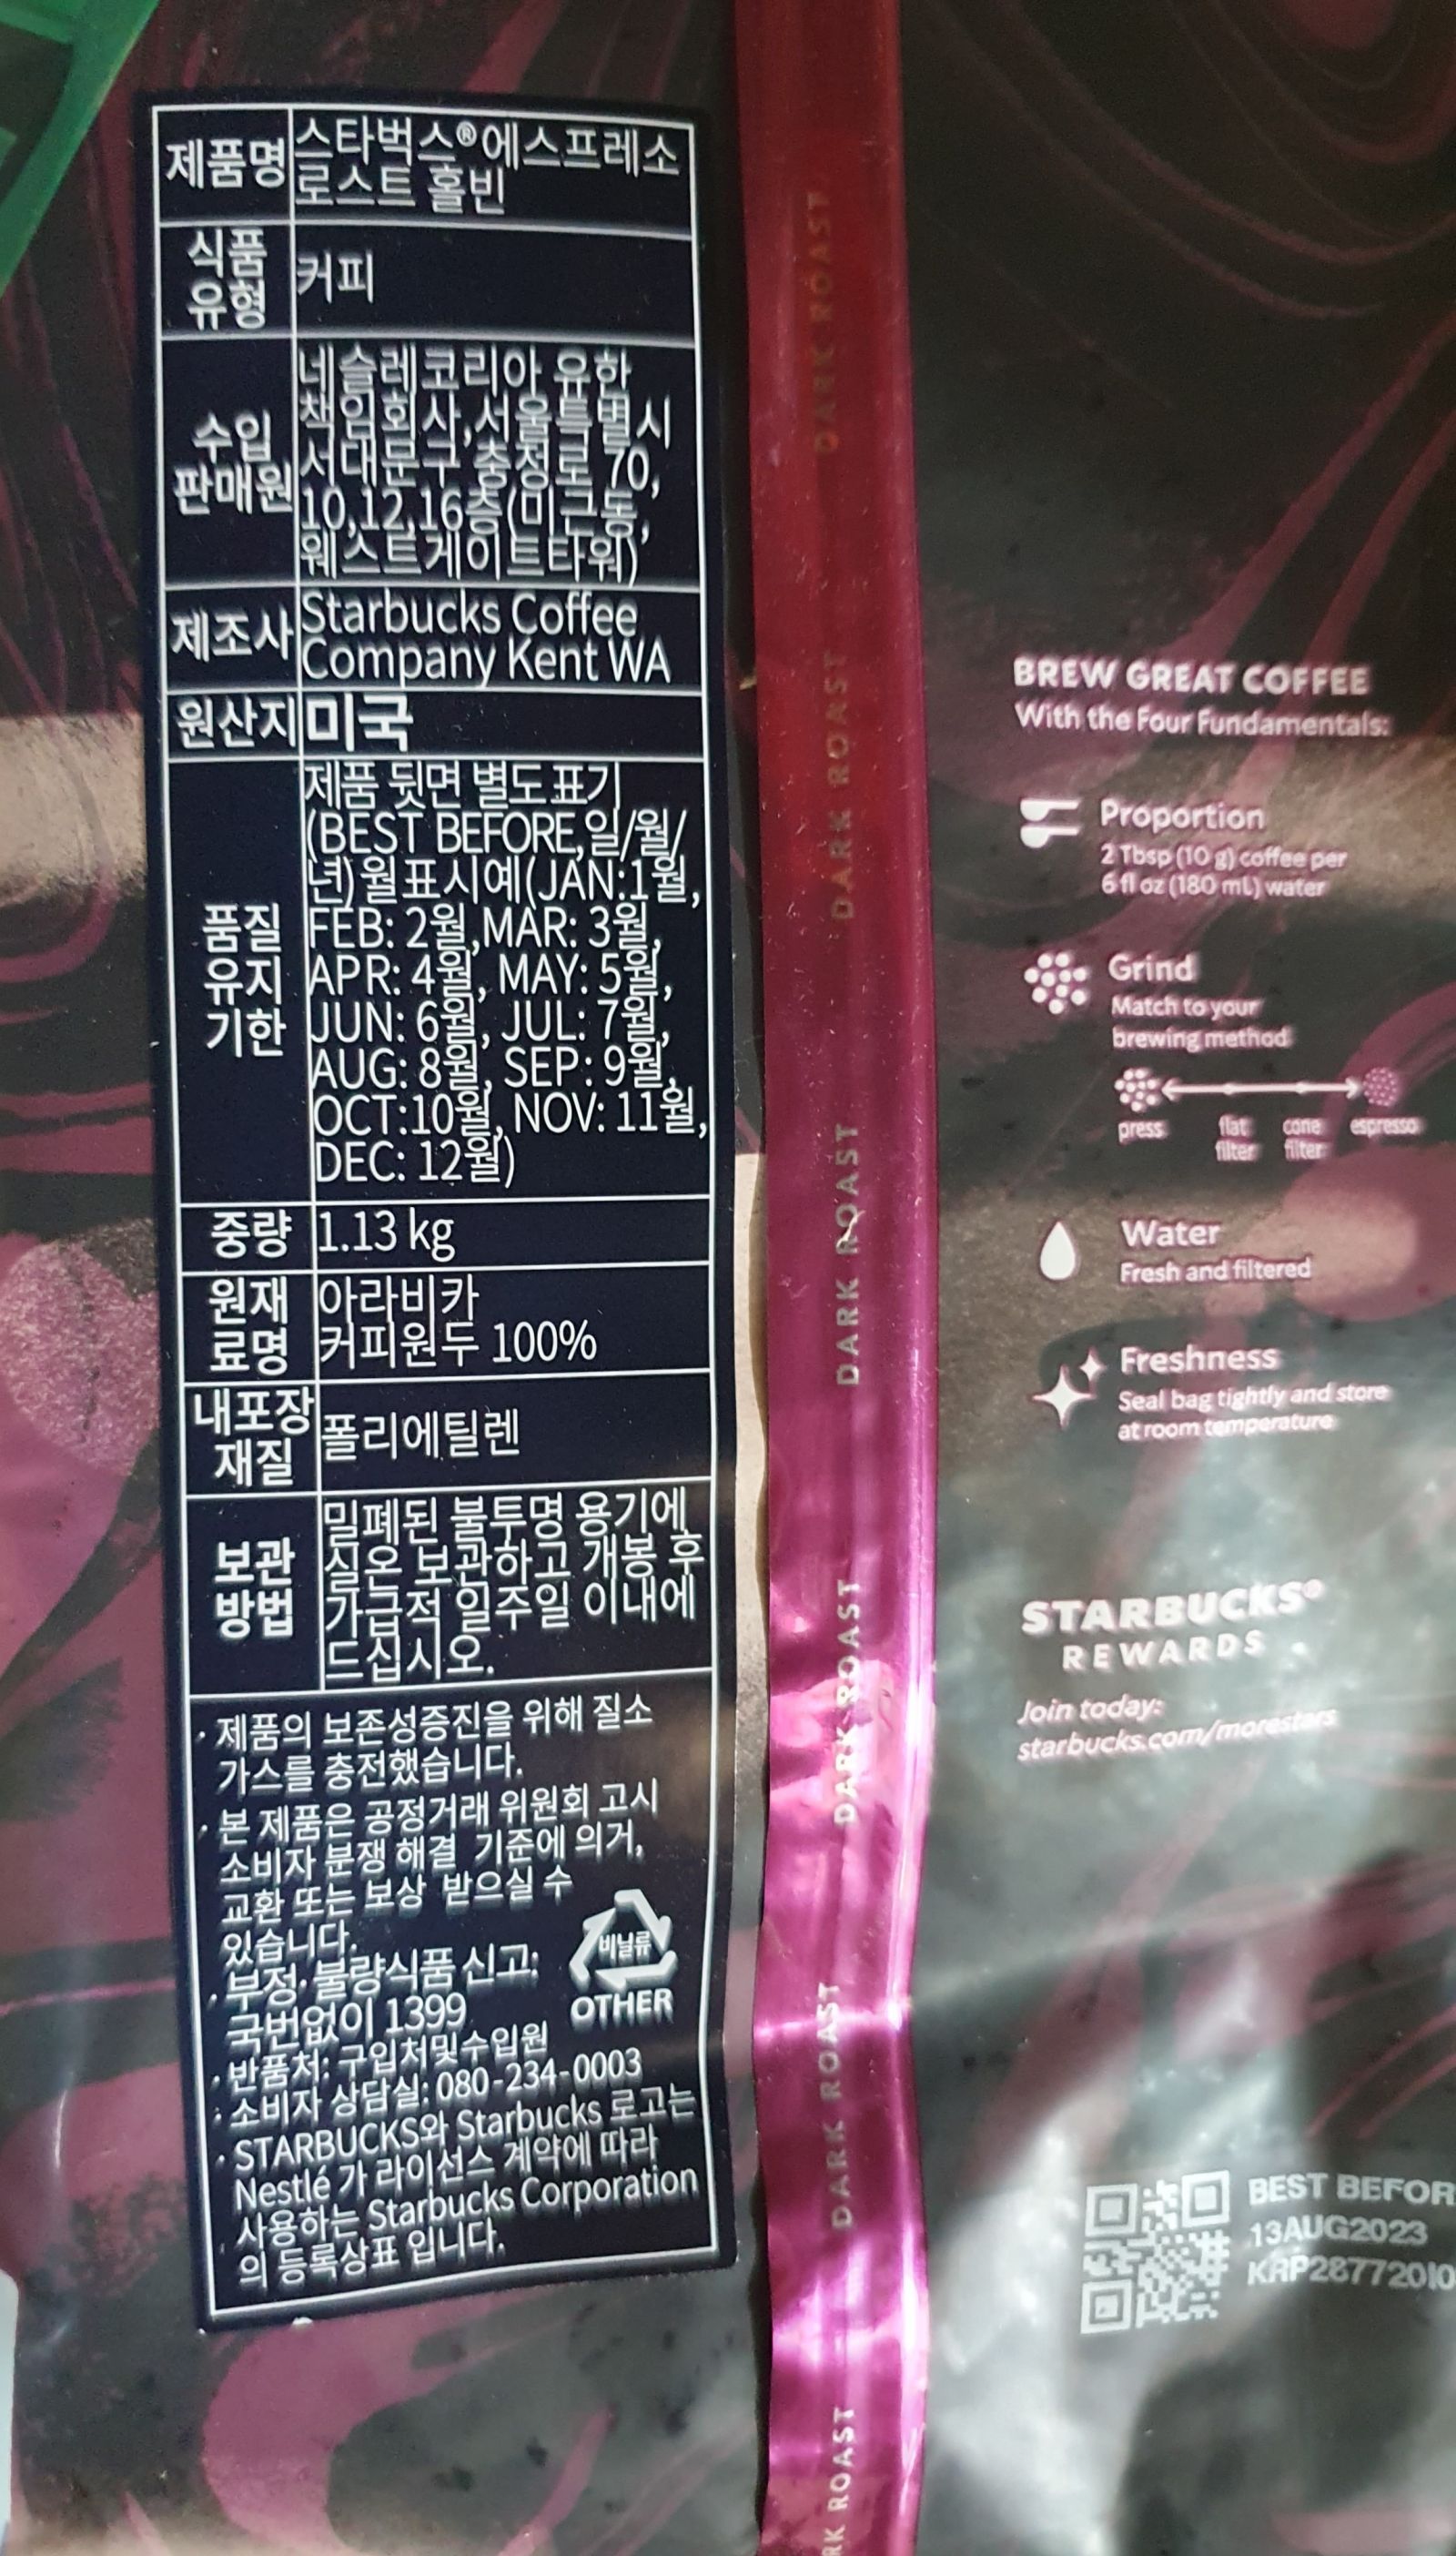 제품명
스타벅스® 에스프레소
로스트 홀빈
식품
유형
커피
수입
판매원
네슬레코리아 유한
책임회사,서울특별시
서대문구 충정로 70,
10,12,16층(미근동,
웨스트게이트타워)
제조사
Starbucks Coffee
Company Kent WA
원산지
미국
품질
유지
기한
제품 뒷면 별도표기
(BEST BEFORE,일/월/
년)월표시예(JAN:1월,
FEB: 2월,MAR: 3월,
APR: 4월, MAY: 5월,
JUN: 6월, JUL: 7월,
AUG: 8월, SEP: 9월,
OCT:10월, NOV: 11월,
DEC: 12월)
중량
1.13 kg
원재
료명
아라비카
커피원두 100%
내포장
재질
폴리에틸렌
보관
방법
밀폐된 불투명 용기에
실온 보관하고 개봉 후
가급적 일주일 이내에
드십시오.
· 제품의 보존성증진을 위해 질소
가스를 충전했습니다.
· 본 제품은 공정거래 위원회 고시
소비자 분쟁 해결 기준에 의거,
교환 또는 보상 받으실 수
있습니다.
· 부정·불량식품 신고:
국번없이 1399
· 반품처: 구입처및수입원
· 소비자 상담실: 080-234-0003
· STARBUCKS와 Starbucks 로고는
Nestlé 가 라이선스 계약에 따라
사용하는 Starbucks Corporation
의 등록상표 입니다.
비닐류
OTHER
DARK ROAST
DARK ROAST
DARK ROAST
DARK ROAST
DARK ROAST
RK ROAST
BREW GREAT COFFEE
With the Four Fundamentals:
Proportion
2 Tbsp (10 g) coffee per
6 fl oz (180 mL) water
Grind
Match to your
brewing method
press flat filter cone filter espresso
Water
Fresh and filtered
Freshness
Seal bag tightly and store
at room temperature
STARBUCKS®
REWARDS
Join today:
starbucks.com/morestars
BEST BEFOR
13AUG2023
KRP28772010